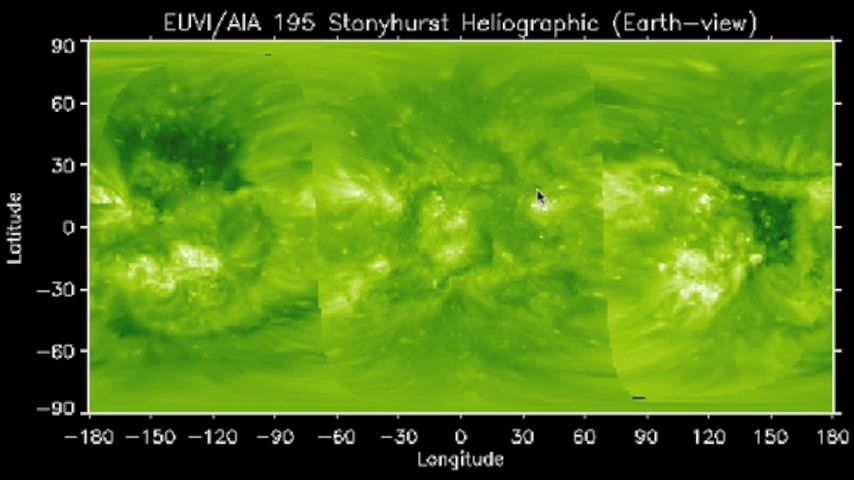 EUVI/AIA 195 Stonyhurst Heliographic (Earth-view)
90
60
30
0
-30
-60
-90
Latitude
-180 -150 -120 -90 -60 -30 0 30 60 90 120 150 180
Longitude